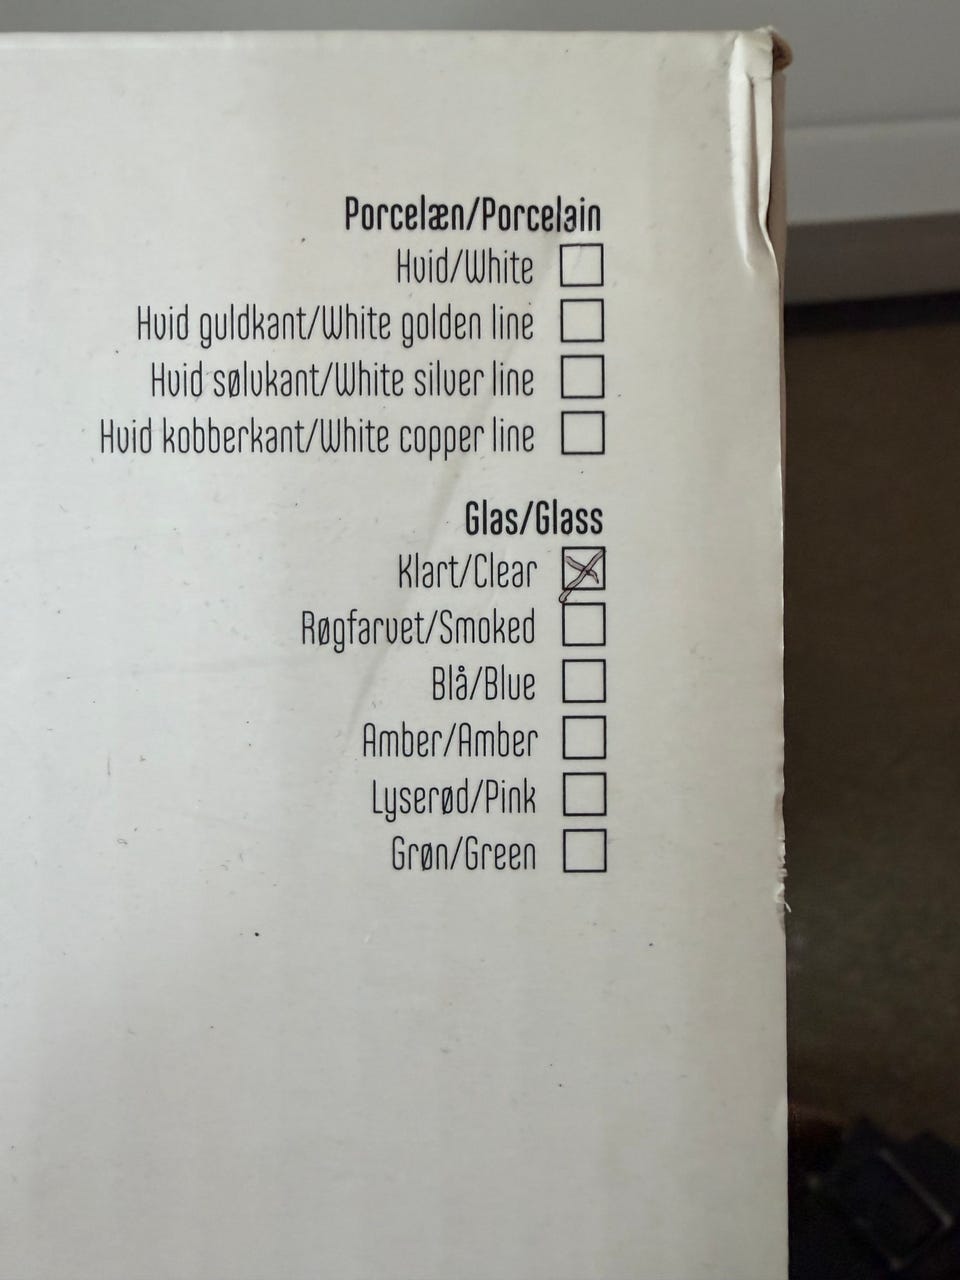 Porcelæn/Porcelain
Hvid/White
Hvid guldkant/White golden line
Hvid sølvkant/White silver line
Hvid kobberkant/White copper line
Glas/Glass
Klart/Clear
Røgfarvet/Smoked
Blå/Blue
Amber/Amber
Lyserød/Pink
Grøn/Green